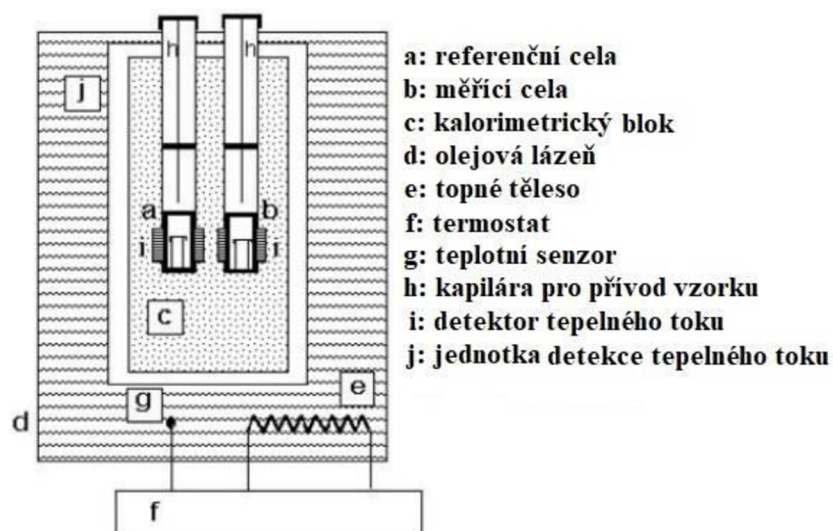 h h
j
a b
i i
c
g
e
d
f
a: referenční cela
b: měřící cela
c: kalorimetrický blok
d: olejová lázeň
e: topné těleso
f: termostat
g: teplotní senzor
h: kapilára pro přívod vzorku
i: detektor tepelného toku
j: jednotka detekce tepelného toku